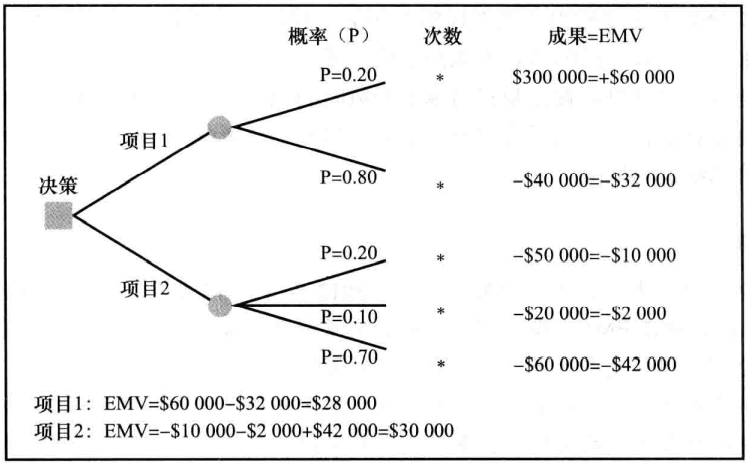 概率（P） 次数 成果=EMV
P=0.20 * $300 000=+$60 000
项目1
P=0.80 * –$40 000=–$32 000
决策
P=0.20 * –$50 000=–$10 000
项目2
P=0.10 * –$20 000=–$2 000
P=0.70 * –$60 000=–$42 000
项目1：EMV=$60 000–$32 000=$28 000
项目2：EMV=–$10 000–$2 000+$42 000=$30 000